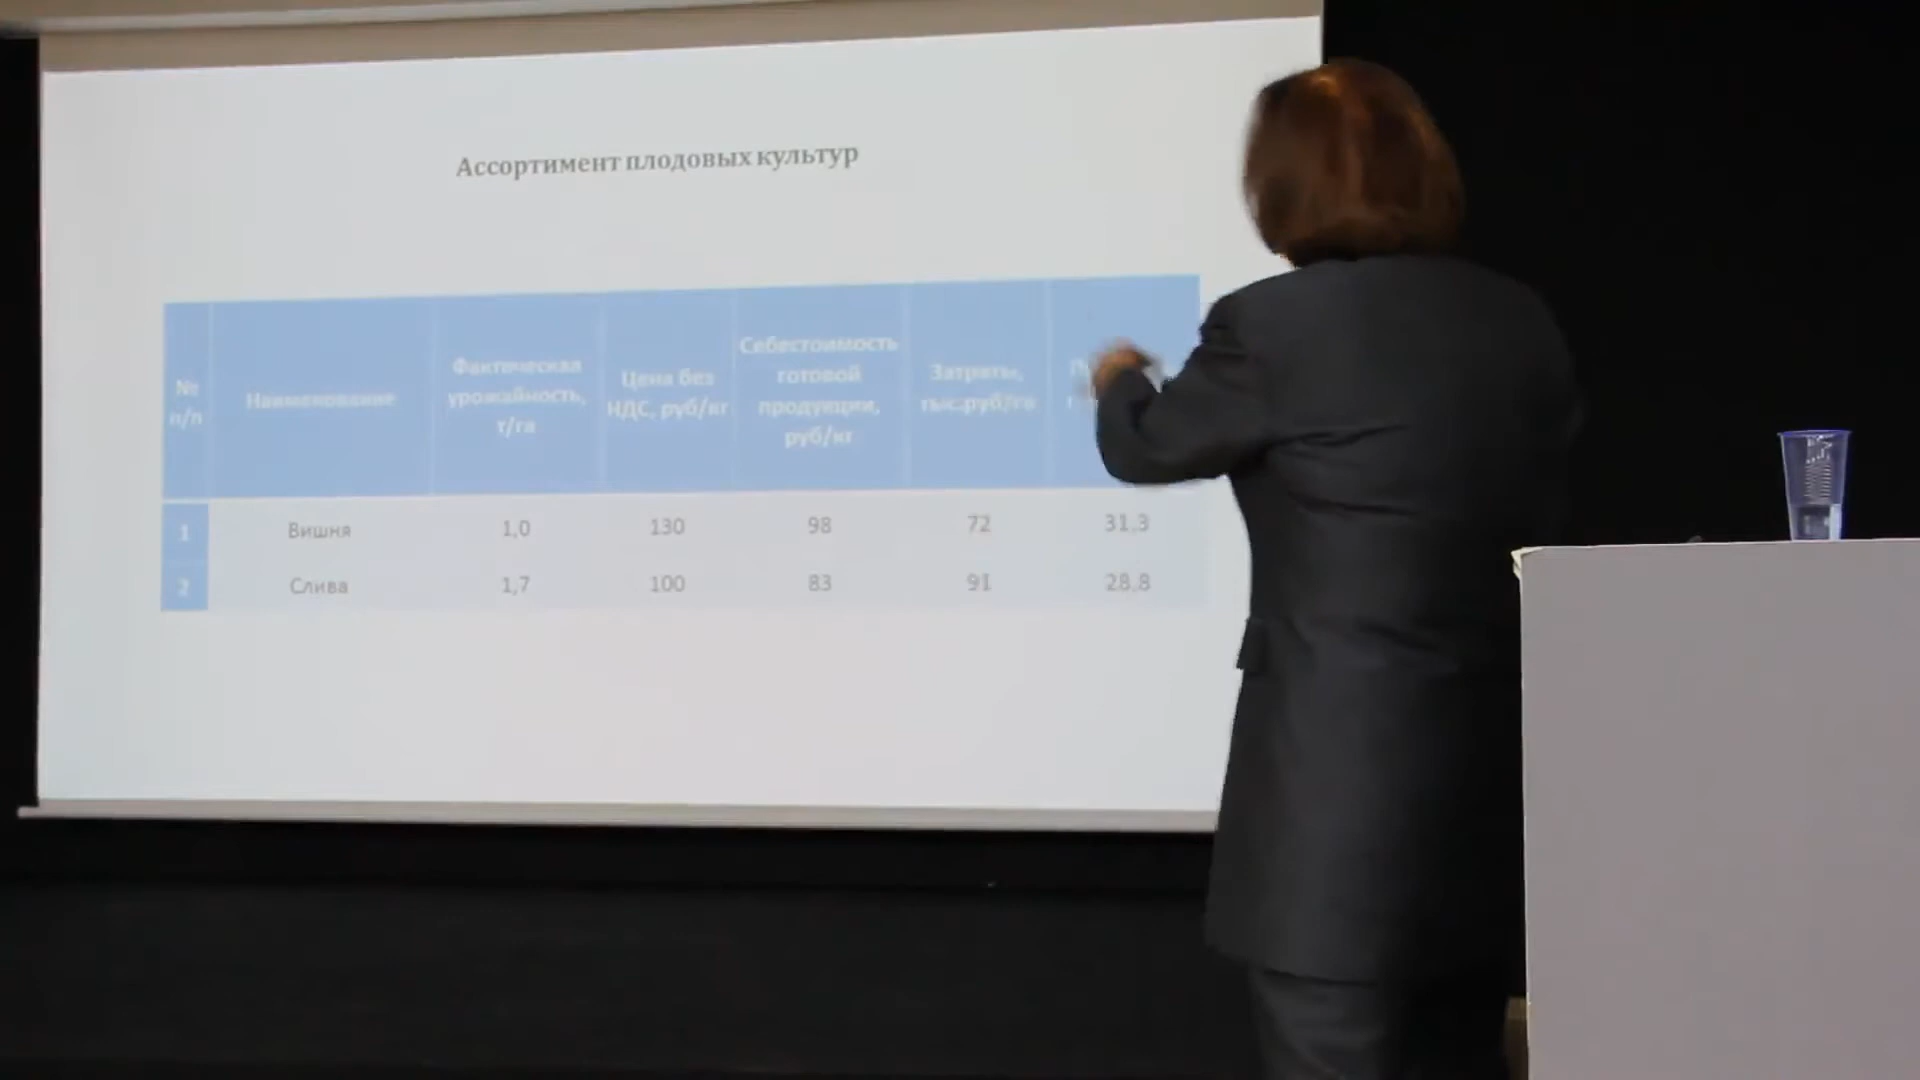 Ассортимент плодовых культур
№
п/п
Наименование
Фактическая
урожайность,
т/га
Цена без
НДС, руб/кг
Себестоимость
готовой
продукции,
руб/кг
Затраты,
тыс.руб/га
1 Вишня 1,0 130 98 72 31,3
2 Слива 1,7 100 83 91 28,8